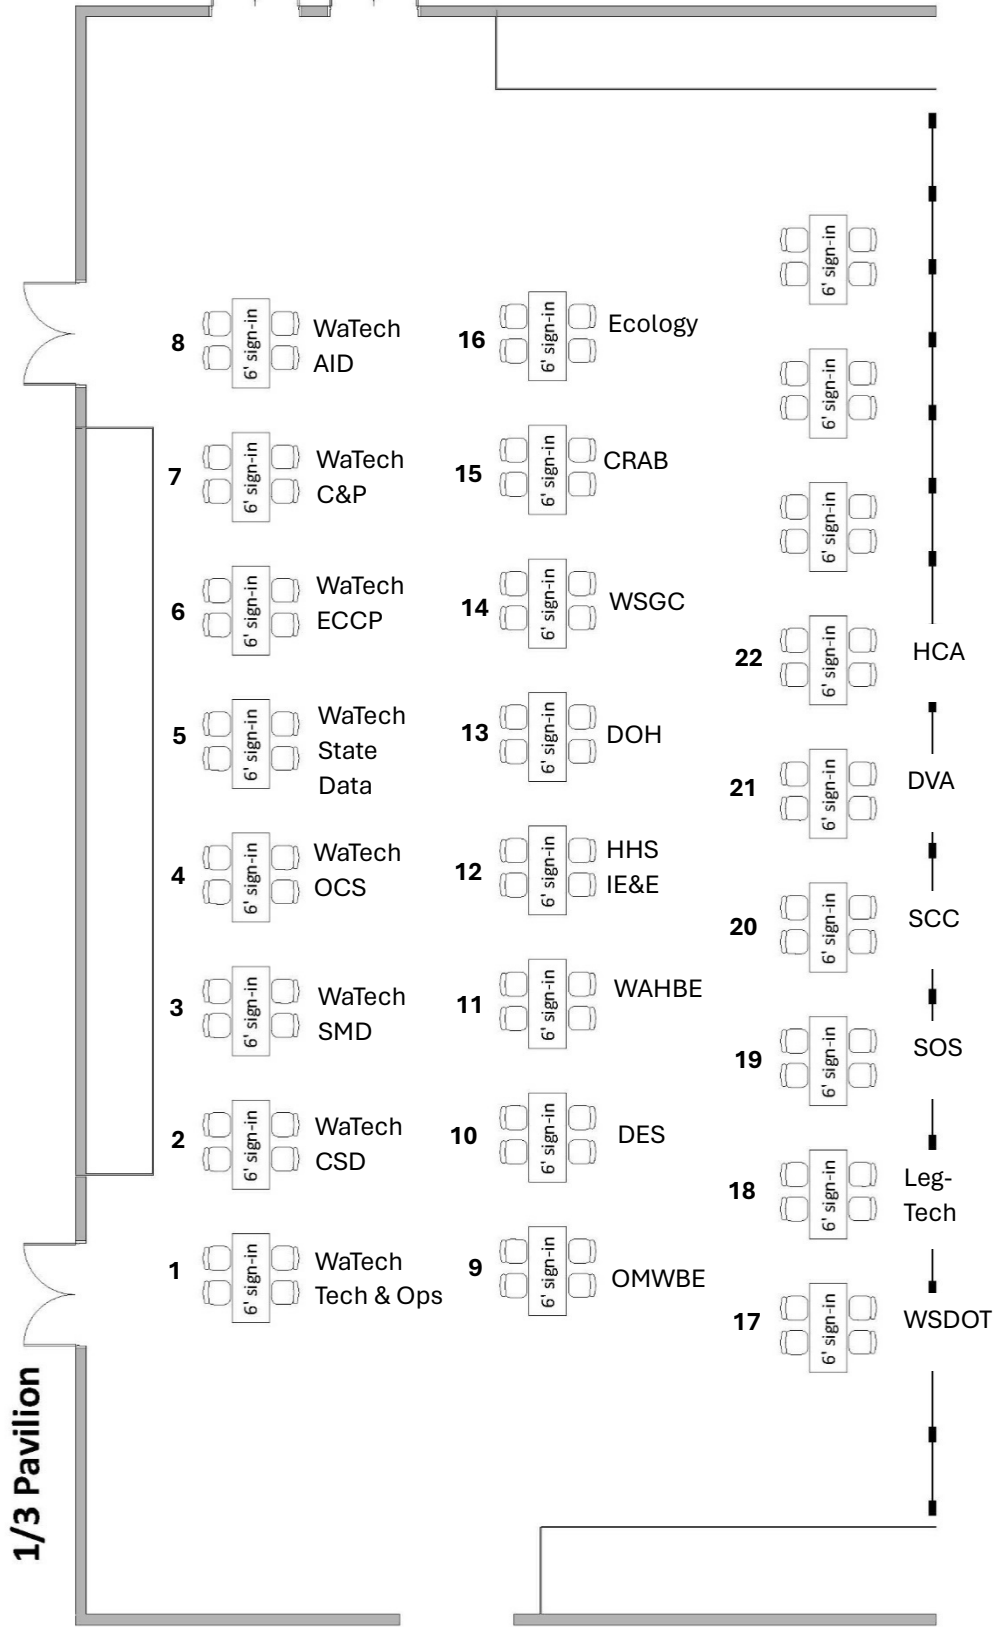 6' sign-in
6' sign-in
6' sign-in
8
6' sign-in
WaTech
AID
16
6' sign-in
Ecology
7
6' sign-in
WaTech
C&P
15
6' sign-in
CRAB
6' sign-in
6
6' sign-in
WaTech
ECCP
14
6' sign-in
WSGC
22
6' sign-in
HCA
5
6' sign-in
WaTech
State
Data
13
6' sign-in
DOH
21
6' sign-in
DVA
4
6' sign-in
WaTech
OCS
12
6' sign-in
HHS
IE&E
20
6' sign-in
SCC
3
6' sign-in
WaTech
SMD
11
6' sign-in
WAHBE
19
6' sign-in
SOS
2
6' sign-in
WaTech
CSD
10
6' sign-in
DES
18
6' sign-in
Leg-
Tech
1
6' sign-in
WaTech
Tech & Ops
9
6' sign-in
OMWBE
17
WSDOT
1/3 Pavilion